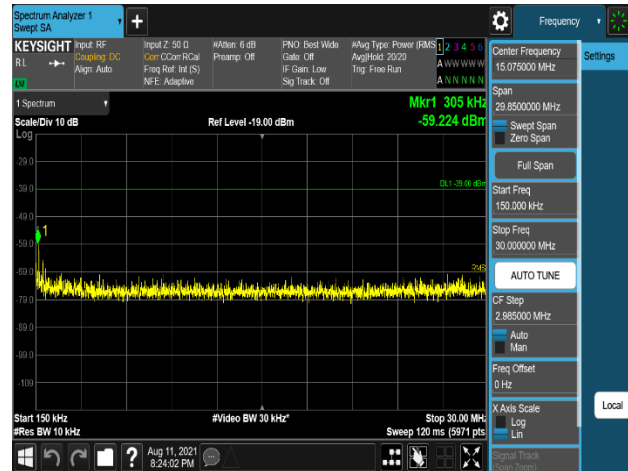 Spectrum Analyzer 1
Swept SA
+
Frequency
KEYSIGHT
Input: RF
Coupling: DC
Align: Auto
Input Z: 50 Ω
Corr CCorr RCal
Freq Ref: Int (S)
NFE: Adaptive
#Atten: 6 dB
Preamp: Off
PNO: Best Wide
Gate: Off
IF Gain: Low
Sig Track: Off
#Avg Type: Power (RMS
Avg|Hold: 20/20
Trig: Free Run
1 2 3 4 5 6
A W W W W W
A N N N N N
RL
LXI
1 Spectrum
Scale/Div 10 dB
Log
Ref Level -19.00 dBm
Mkr1 305 kHz
-59.224 dBm
-29.0
-39.0
-49.0
-59.0
-69.0
-79.0
-89.0
-99.0
-109
DL1 -39.00 dBm
1
RMS
Start 150 kHz
#Res BW 10 kHz
#Video BW 30 kHz*
Stop 30.00 MHz
Sweep 120 ms (5971 pts)
?
Aug 11, 2021
8:24:02 PM
Center Frequency
15.075000 MHz
Span
29.8500000 MHz
Swept Span
Zero Span
Full Span
Start Freq
150.000 kHz
Stop Freq
30.000000 MHz
AUTO TUNE
CF Step
2.985000 MHz
Auto
Man
Freq Offset
0 Hz
X Axis Scale
Log
Lin
Signal Track
(Span Zoom)
Settings
Local